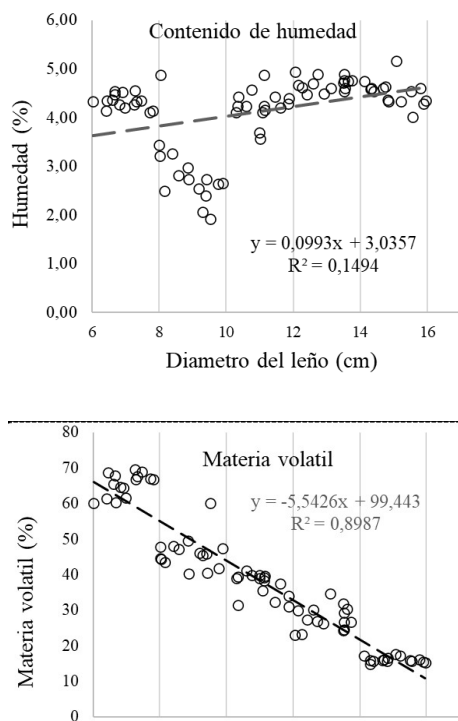 Contenido de humedad
6,00
5,00
4,00
3,00
2,00
1,00
0,00
Humedad (%)
y = 0,0993x + 3,0357
R² = 0,1494
6 8 10 12 14 16
Diametro del leño (cm)
Materia volatil
80
70
60
50
40
30
20
10
0
Materia volatil (%)
y = -5,5426x + 99,443
R² = 0,8987